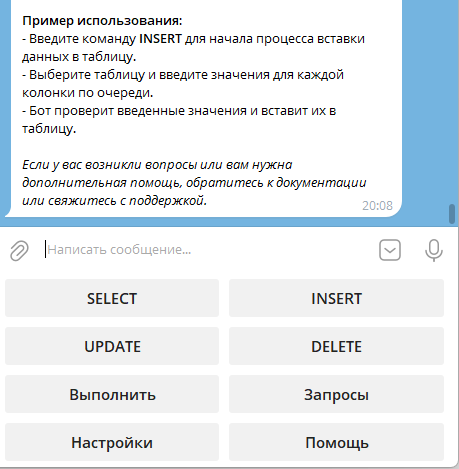 Пример использования:
- Введите команду INSERT для начала процесса вставки
данных в таблицу.
- Выберите таблицу и введите значения для каждой
колонки по очереди.
- Бот проверит введенные значения и вставит их в
таблицу.
Если у вас возникли вопросы или вам нужна
дополнительная помощь, обратитесь к документации
или свяжитесь с поддержкой.
20:08
Написать сообщение...
SELECT
INSERT
UPDATE
DELETE
Выполнить
Запросы
Настройки
Помощь